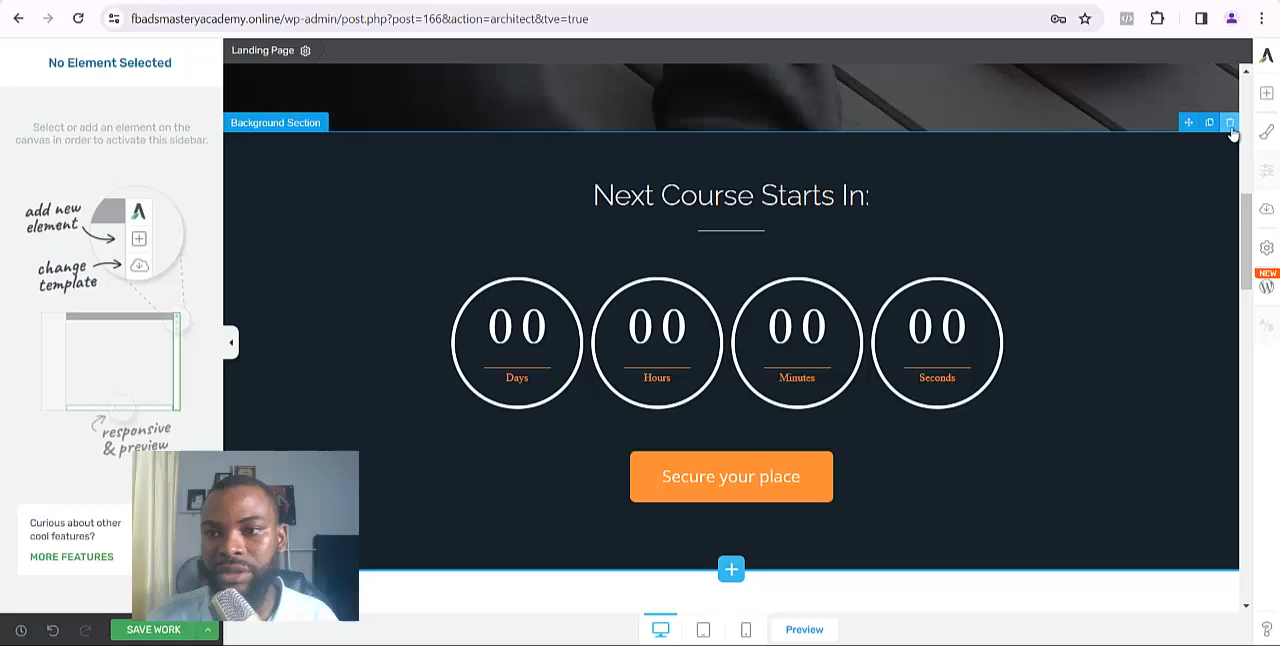 fbadsmasteryacademy.online/wp-admin/post.php?post=166&action=architect&tve=true
No Element Selected
Landing Page
Background Section
Select or add an element on the
canvas in order to activate this sidebar.
add new
element
change
template
responsive
& preview
Curious about other
cool features?
MORE FEATURES
SAVE WORK
Next Course Starts In:
00
Days
00
Hours
00
Minutes
00
Seconds
Secure your place
Preview
NEW
A/B